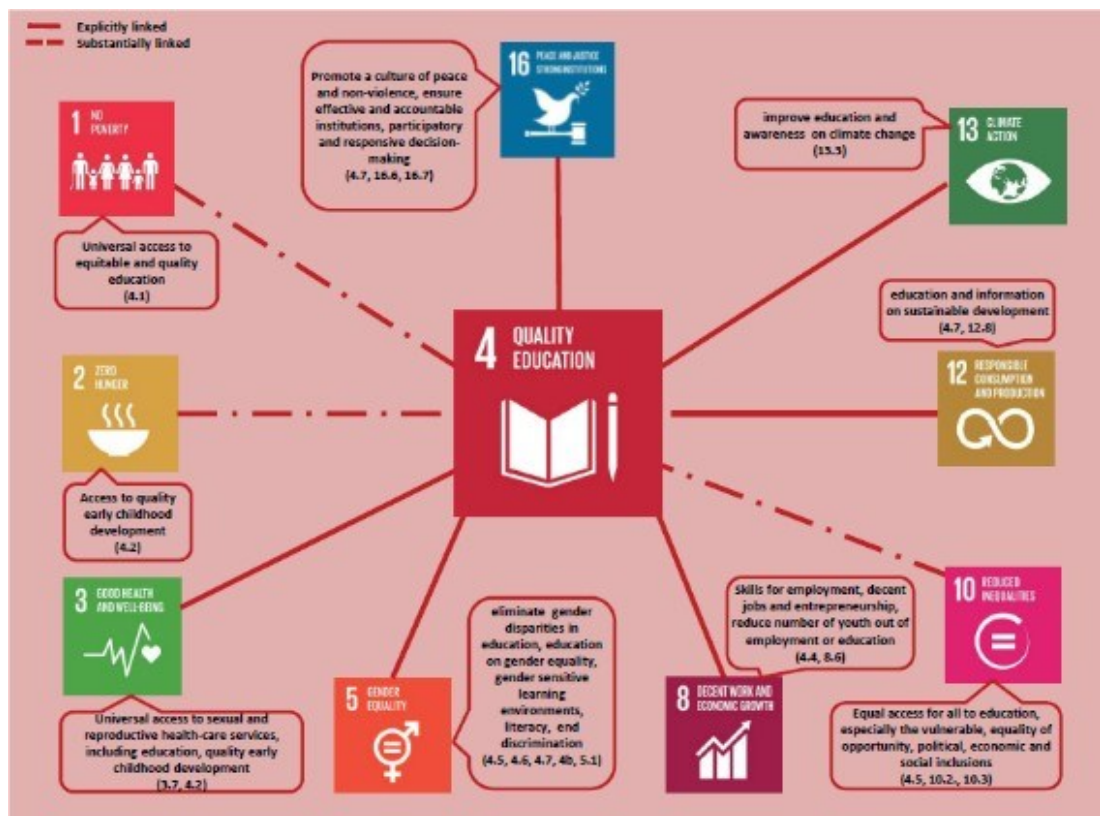 Explicitly linked
Substantially linked
1 NO
POVERTY
Universal access to
equitable and quality
education
(4.1)
Promote a culture of peace
and non-violence, ensure
effective and accountable
institutions, participatory
and responsive decision-
making
(4.7, 16.6, 16.7)
16 PEACE AND JUSTICE
STRONG INSTITUTIONS
improve education and
awareness on climate change
(13.3)
13 CLIMATE
ACTION
education and information
on sustainable development
(4.7, 12.8)
12 RESPONSIBLE
CONSUMPTION
AND PRODUCTION
4 QUALITY
EDUCATION
2 ZERO
HUNGER
Access to quality
early childhood
development
(4.2)
3 GOOD HEALTH
AND WELL-BEING
Universal access to sexual and
reproductive health-care services,
including education, quality early
childhood development
(3.7, 4.2)
5 GENDER
EQUALITY
eliminate gender
disparities in
education, education
on gender equality,
gender sensitive
learning
environments,
literacy, end
discrimination
(4.5, 4.6, 4.7, 4b, 5.1)
Skills for employment, decent
jobs and entrepreneurship,
reduce number of youth out of
employment or education
(4.4, 8.6)
8 DECENT WORK AND
ECONOMIC GROWTH
10 REDUCED
INEQUALITIES
Equal access for all to education,
especially the vulnerable, equality of
opportunity, political, economic and
social inclusions
(4.5, 10.2., 10.3)